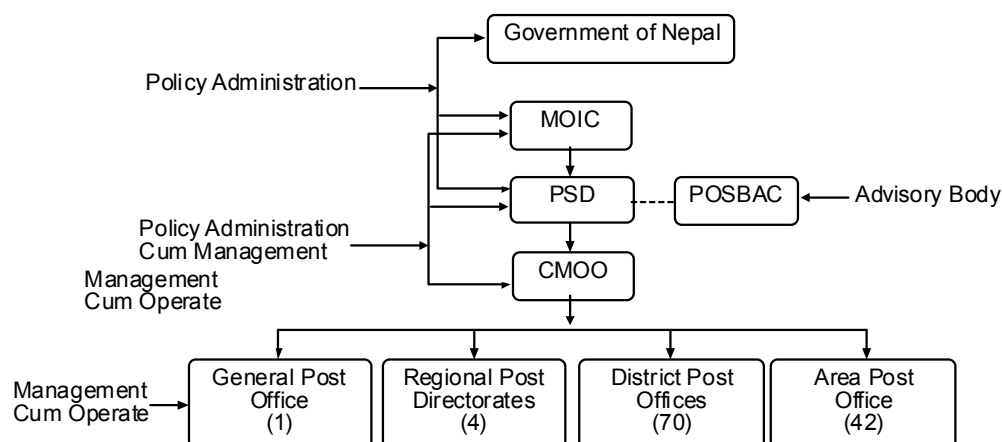 Government of Nepal
Policy Administration
MOIC
PSD
POSBAC
Advisory Body
Policy Administration
Cum Management
CMOO
Management
Cum Operate
General Post
Office
(1)
Regional Post
Directorates
(4)
District Post
Offices
(70)
Area Post
Office
(42)
Management
Cum Operate